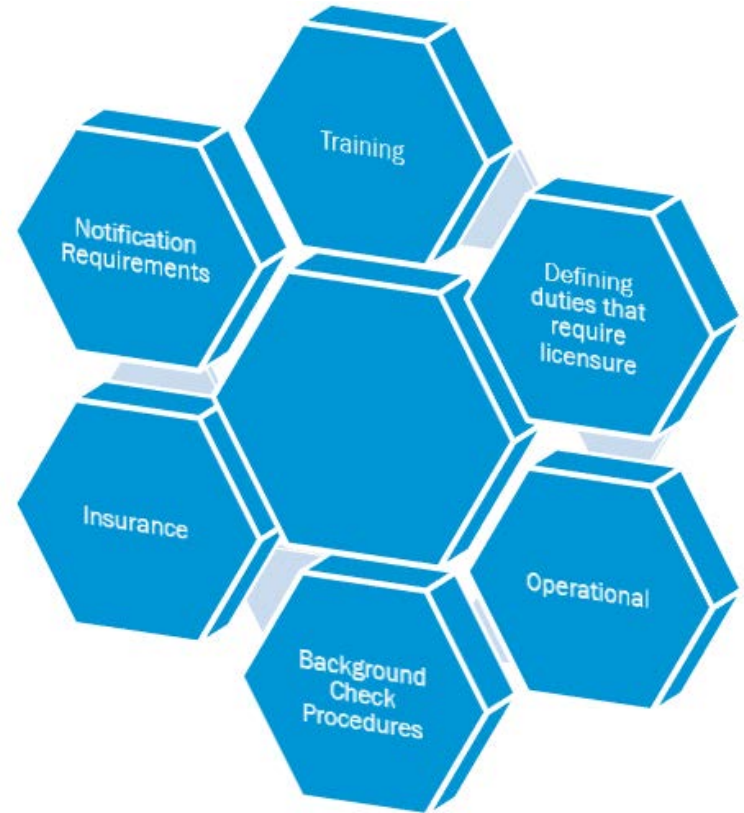 Training
Notification
Requirements
Defining
duties that
require
licensure
Insurance
Operational
Background
Check
Procedures